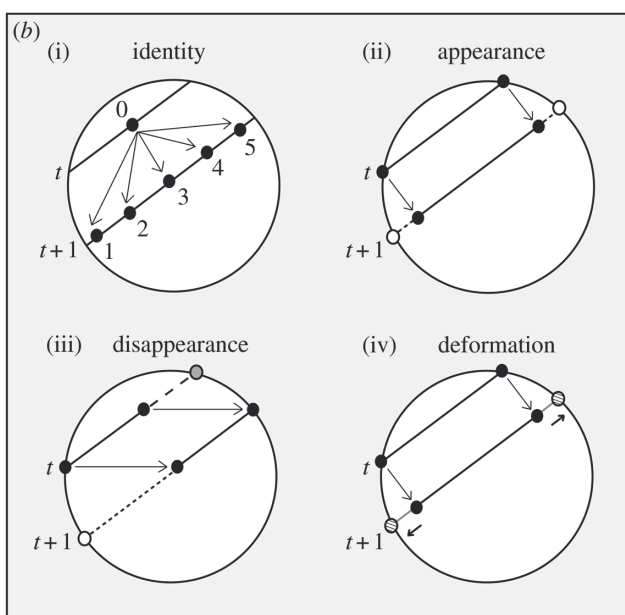 (b)
(i) identity
0
5
4
3
2
1
t
t + 1
(ii) appearance
t
t + 1
(iii) disappearance
t
t + 1
(iv) deformation
t
t + 1